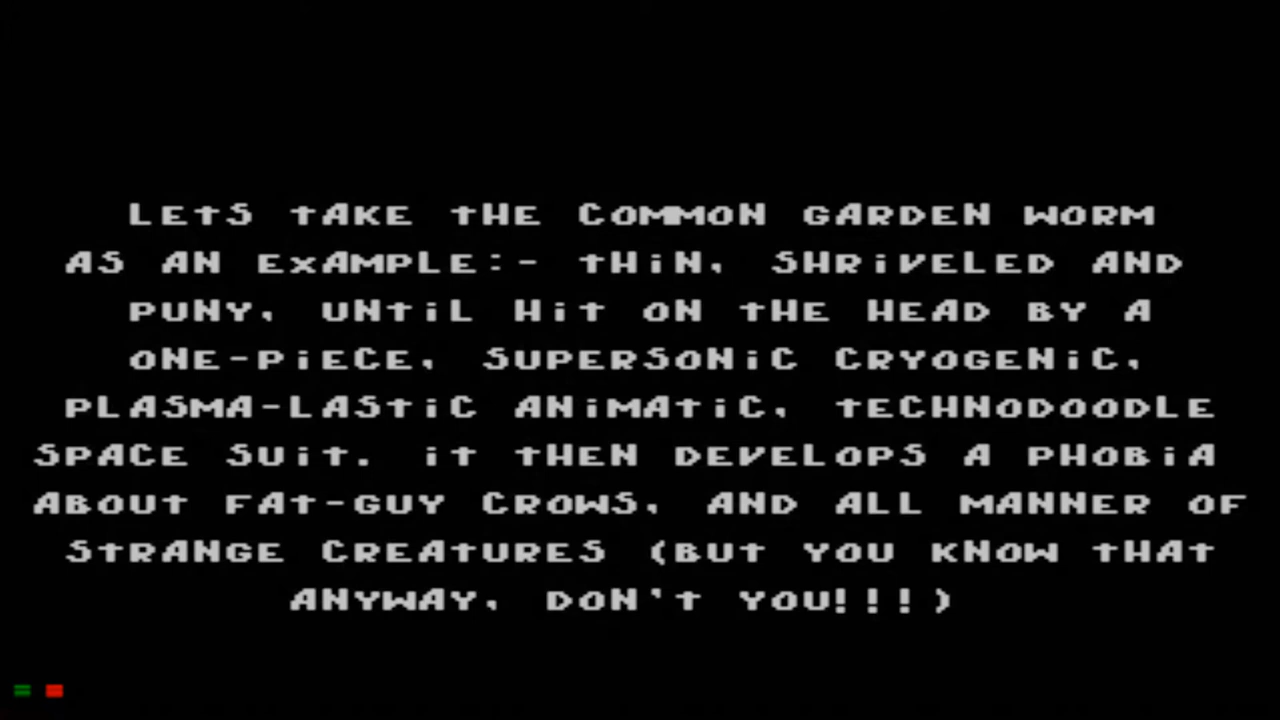 LETS TAKE THE COMMON GARDEN WORM
AS AN EXAMPLE:- THiN, SHRiVELED AND
PUNY, UNTiL HiT ON THE HEAD BY A
ONE-PiECE, SUPERSONiC CRYOGENiC,
PLASMA-LASTiC ANiMATiC, TECHNODOODLE
SPACE SUiT. iT THEN DEVELOPS A PHOBiA
ABOUT FAT-GUY CROWS, AND ALL MANNER OF
STRANGE CREATURES (BUT YOU KNOW THAT
ANYWAY, DON'T YOU!!!)